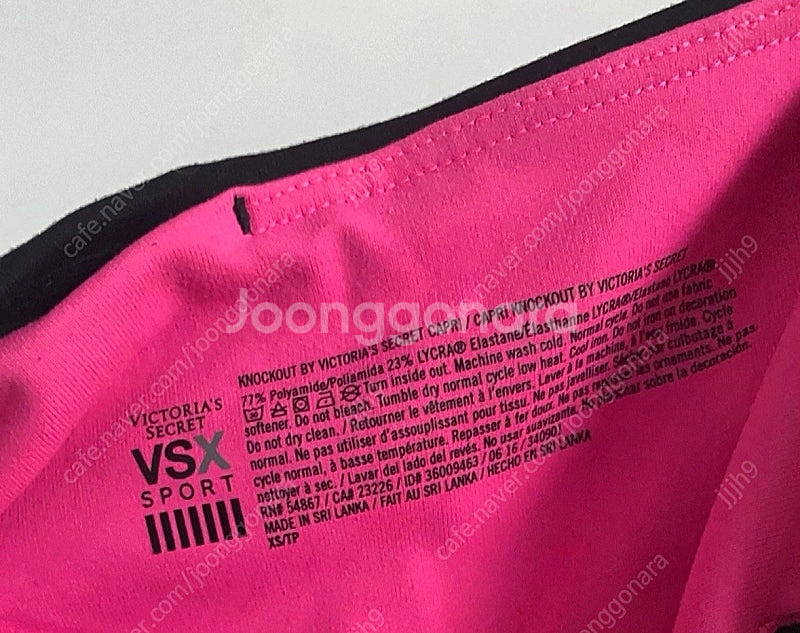 Joonggonara
VICTORIA'S
SECRET
VSX
SPORT
KNOCKOUT BY VICTORIA'S SECRET CAPRI / CAPRI KNOCKOUT BY VICTORIA'S SECRET
77% Polyamide/Poliamida 23% LYCRA® Elastane/Elasthanne LYCRA®/Elastano LYCRA®.
Turn inside out. Machine wash cold. Normal cycle. Do not use fabric
softener. Do not bleach. Tumble dry normal cycle low heat. Cool iron. Do not iron on decoration
Do not dry clean. / Retourner le vêtement à l'envers. Laver à la machine, à l'eau froide. Cycle
normal. Ne pas utiliser d'assouplissant pour tissu. Ne pas javelliser. Séchage par culbutage à
cycle normal, à basse température. Repasser à fer doux. Ne pas repasser les ornements. Ne pas
nettoyer à sec. / Lavar del lado del revés. No usar suavizante. sobre la decoración.
RN# 54867 / CA# 23226 / ID# 36009463 / 06 16 / 34090J
MADE IN SRI LANKA / FAIT AU SRI LANKA / HECHO EN SRI LANKA
XS/TP
cafe.naver.com/joonggonara
jjjh9